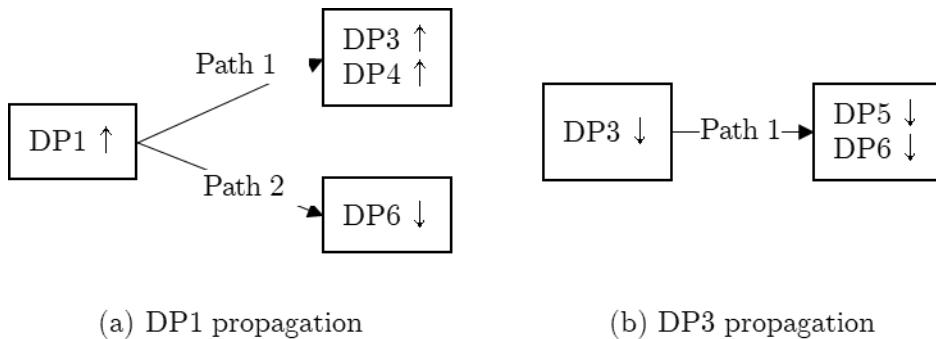 DP1 ↑
Path 1
DP3 ↑
DP4 ↑
Path 2
DP6 ↓
(a) DP1 propagation
DP3 ↓
Path 1
DP5 ↓
DP6 ↓
(b) DP3 propagation